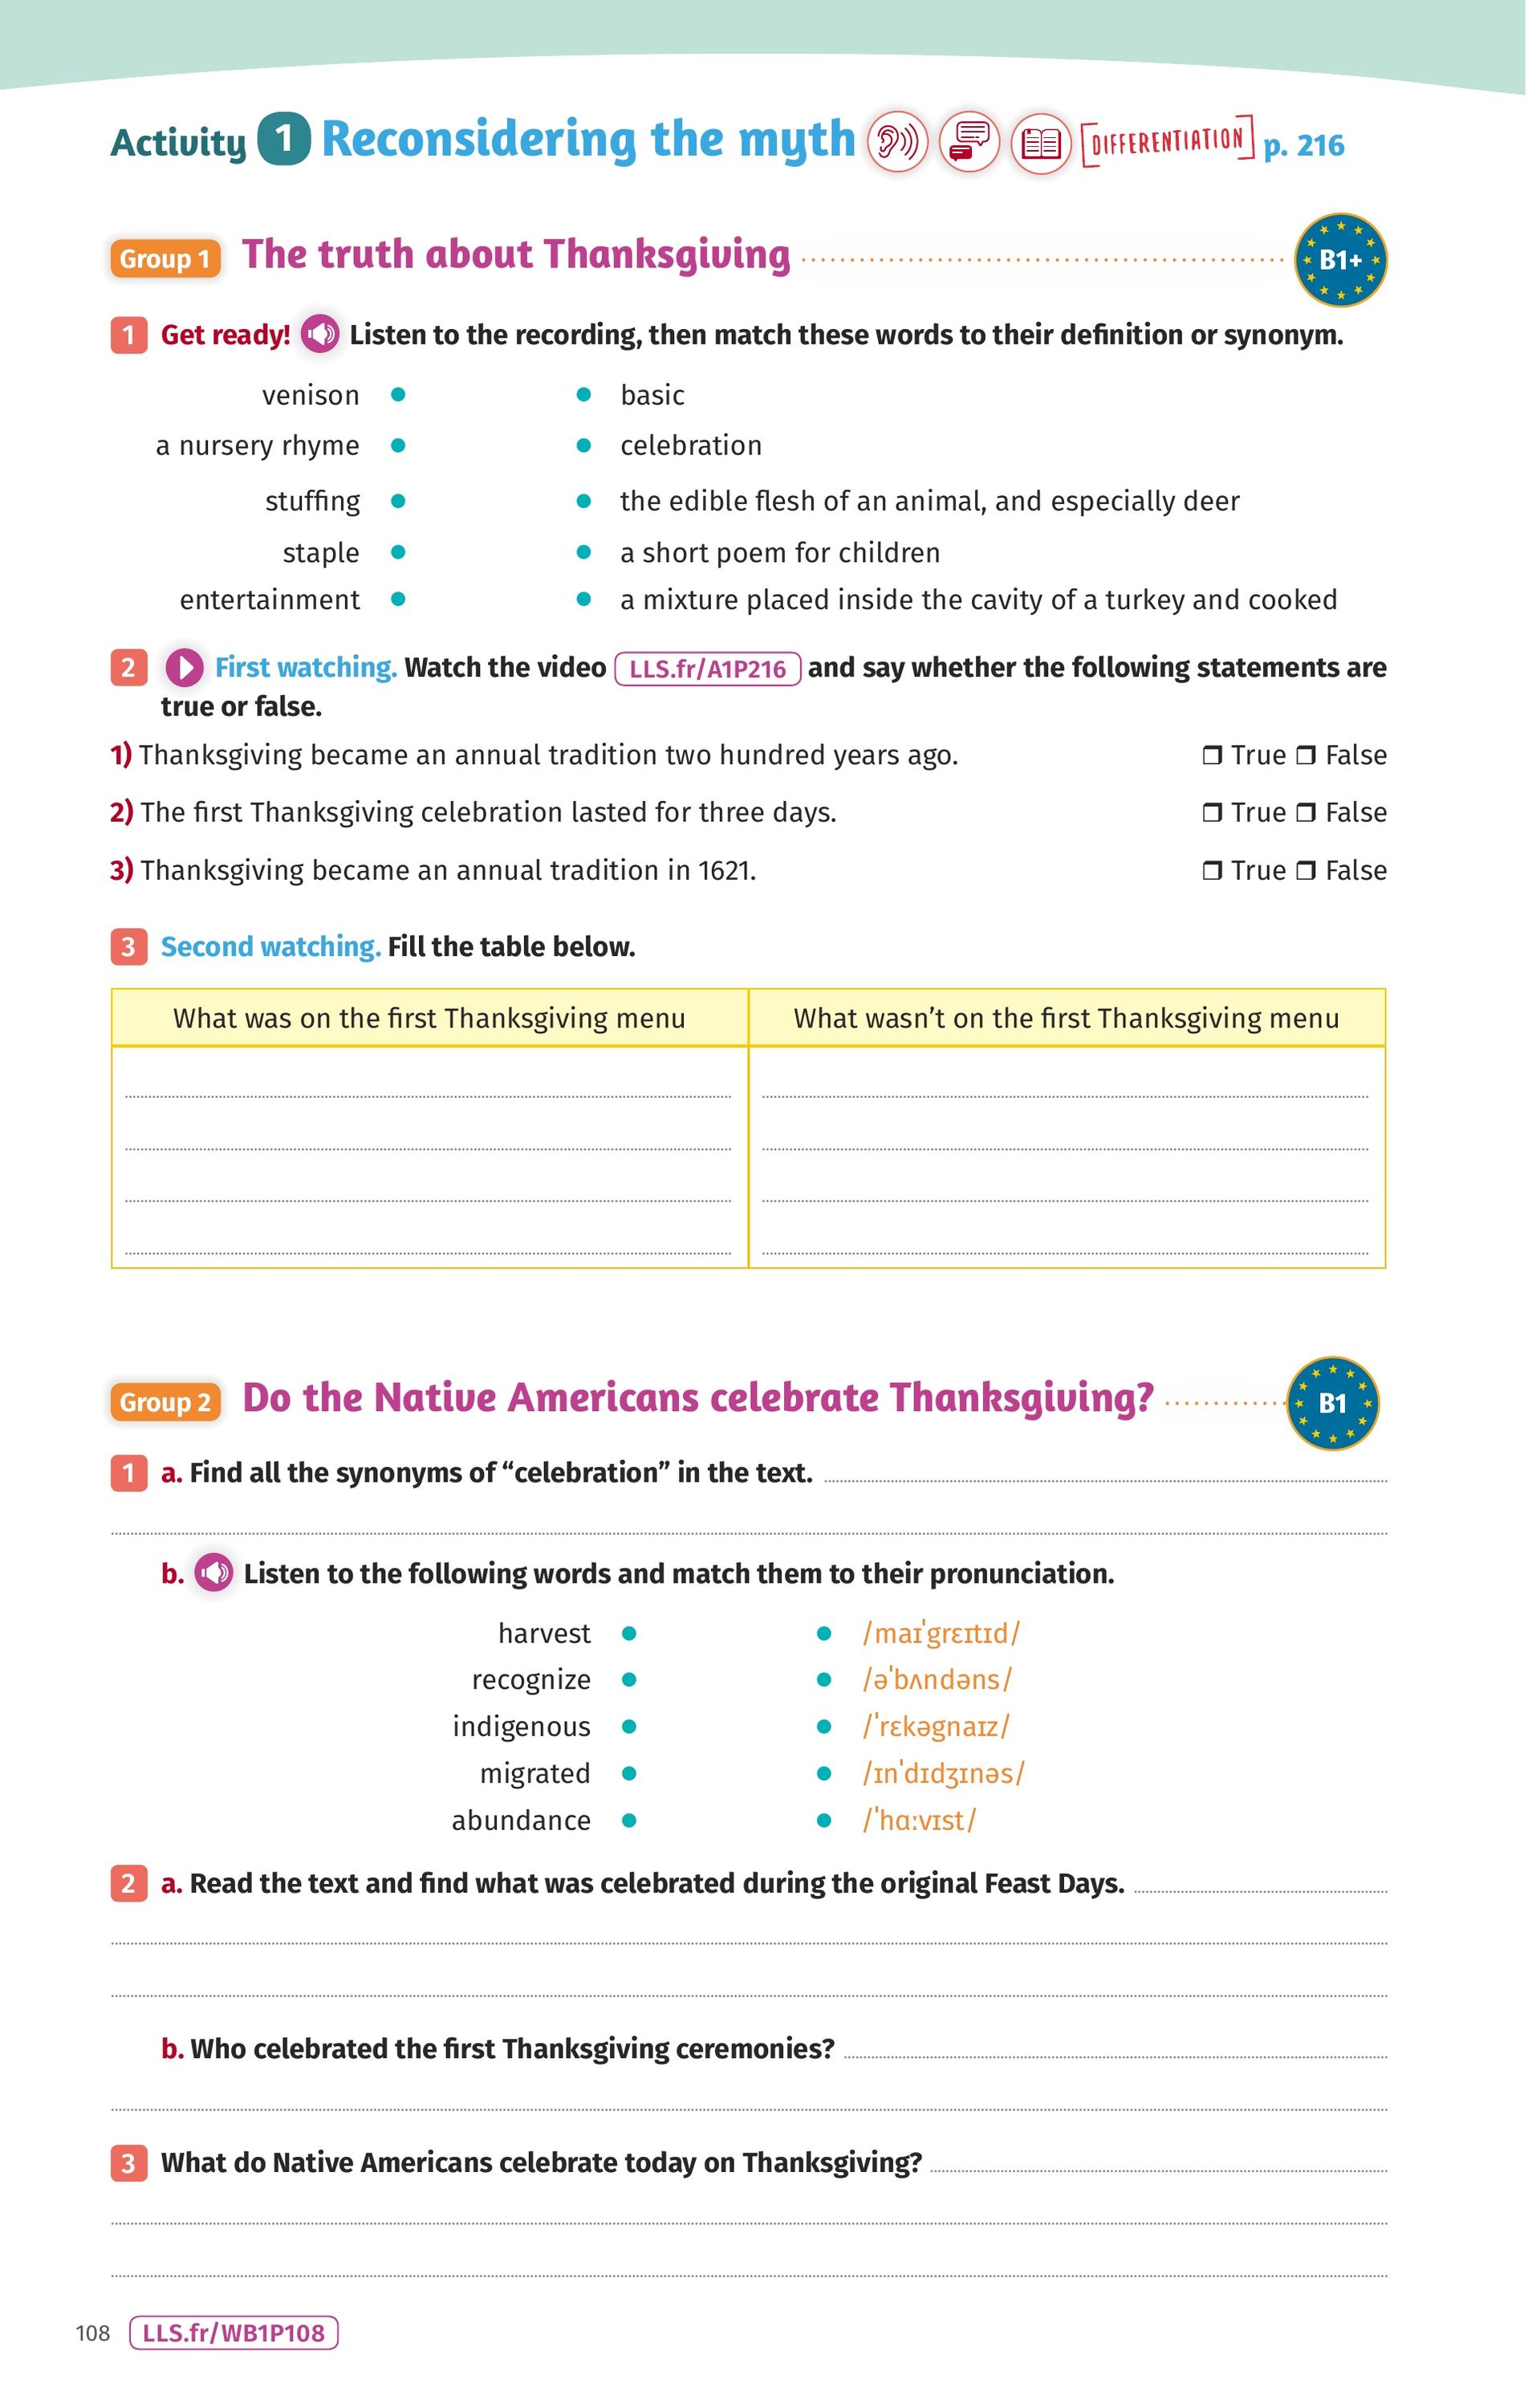 Activity 1 Reconsidering the myth [DIFFERENTIATION] p. 216
Group 1 The truth about Thanksgiving B1+
1 Get ready! Listen to the recording, then match these words to their definition or synonym.
venison • • basic
a nursery rhyme • • celebration
stuffing • • the edible flesh of an animal, and especially deer
staple • • a short poem for children
entertainment • • a mixture placed inside the cavity of a turkey and cooked
2 First watching. Watch the video LLS.fr/A1P216 and say whether the following statements are
true or false.
1) Thanksgiving became an annual tradition two hundred years ago. ❒ True ❒ False
2) The first Thanksgiving celebration lasted for three days. ❒ True ❒ False
3) Thanksgiving became an annual tradition in 1621. ❒ True ❒ False
3 Second watching. Fill the table below.
What was on the first Thanksgiving menu What wasn't on the first Thanksgiving menu
Group 2 Do the Native Americans celebrate Thanksgiving? B1
1 a. Find all the synonyms of “celebration” in the text.
b. Listen to the following words and match them to their pronunciation.
harvest • • /maɪˈgrɛɪtɪd/
recognize • • /əˈbʌndəns/
indigenous • • /ˈrɛkəgnaɪz/
migrated • • /ɪnˈdɪdʒɪnəs/
abundance • • /ˈhɑːvɪst/
2 a. Read the text and find what was celebrated during the original Feast Days.
b. Who celebrated the first Thanksgiving ceremonies?
3 What do Native Americans celebrate today on Thanksgiving?
108 LLS.fr/WB1P108